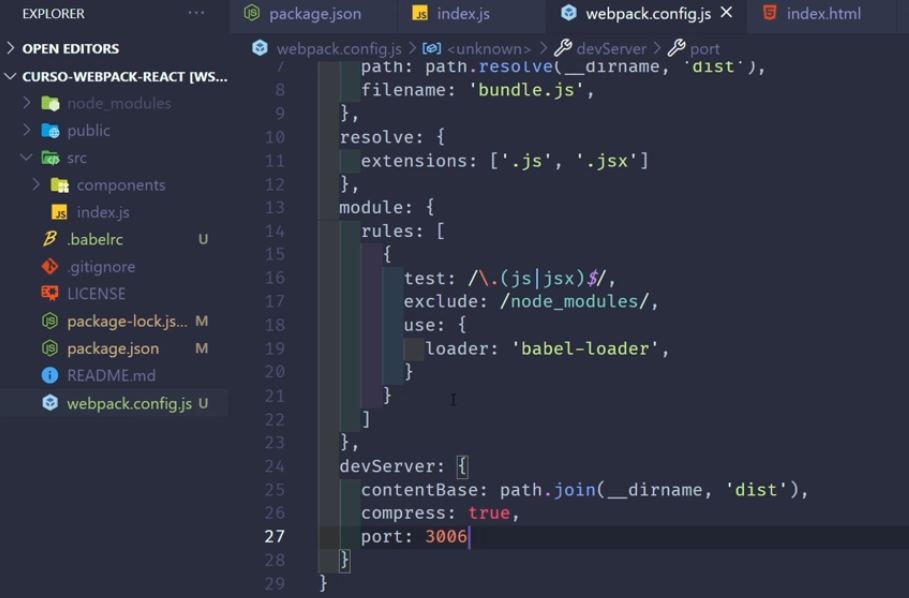 EXPLORER ...
package.json index.js webpack.config.js index.html
OPEN EDITORS
webpack.config.js > <unknown> > devServer > port
CURSO-WEBPACK-REACT [WS...
node_modules
public
src
components
index.js
.babelrc U
.gitignore
LICENSE
package-lock.js... M
package.json M
README.md
webpack.config.js U
7 path: path.resolve(__dirname, 'dist'),
8 filename: 'bundle.js',
9 },
10 resolve: {
11 extensions: ['.js', '.jsx']
12 },
13 module: {
14 rules: [
15 {
16 test: /\.(js|jsx)$/,
17 exclude: /node_modules/,
18 use: {
19 loader: 'babel-loader',
20 }
21 }
22 ]
23 },
24 devServer: {
25 contentBase: path.join(__dirname, 'dist'),
26 compress: true,
27 port: 3006
28 }
29 }